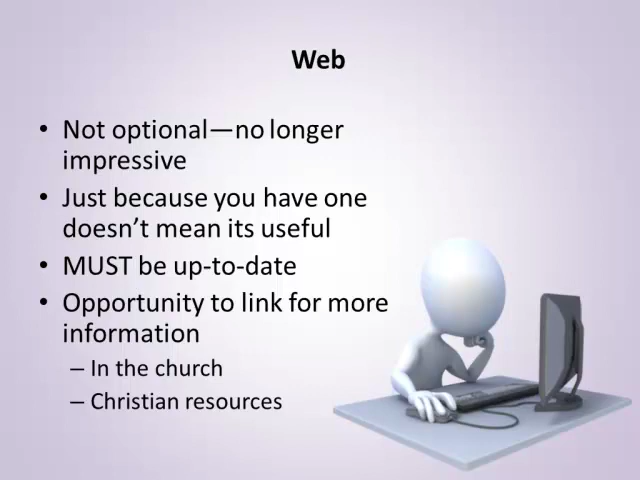 Web
• Not optional—no longer
impressive
• Just because you have one
doesn’t mean its useful
• MUST be up-to-date
• Opportunity to link for more
information
– In the church
– Christian resources